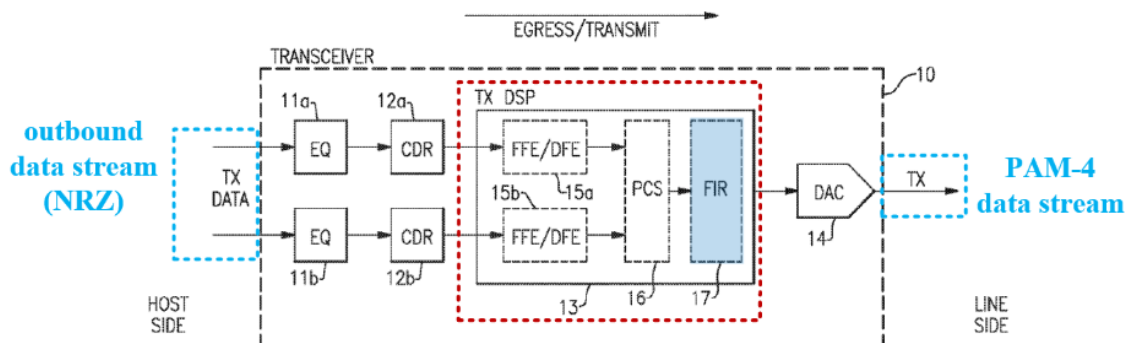 EGRESS/TRANSMIT
TRANSCEIVER
10
TX DSP
11a
12a
outbound
data stream
(NRZ)
EQ
CDR
FFE/DFE
15a
TX
DATA
PCS
FIR
DAC
14
TX
PAM-4
data stream
15b
EQ
CDR
FFE/DFE
11b
12b
13
16
17
HOST
SIDE
LINE
SIDE